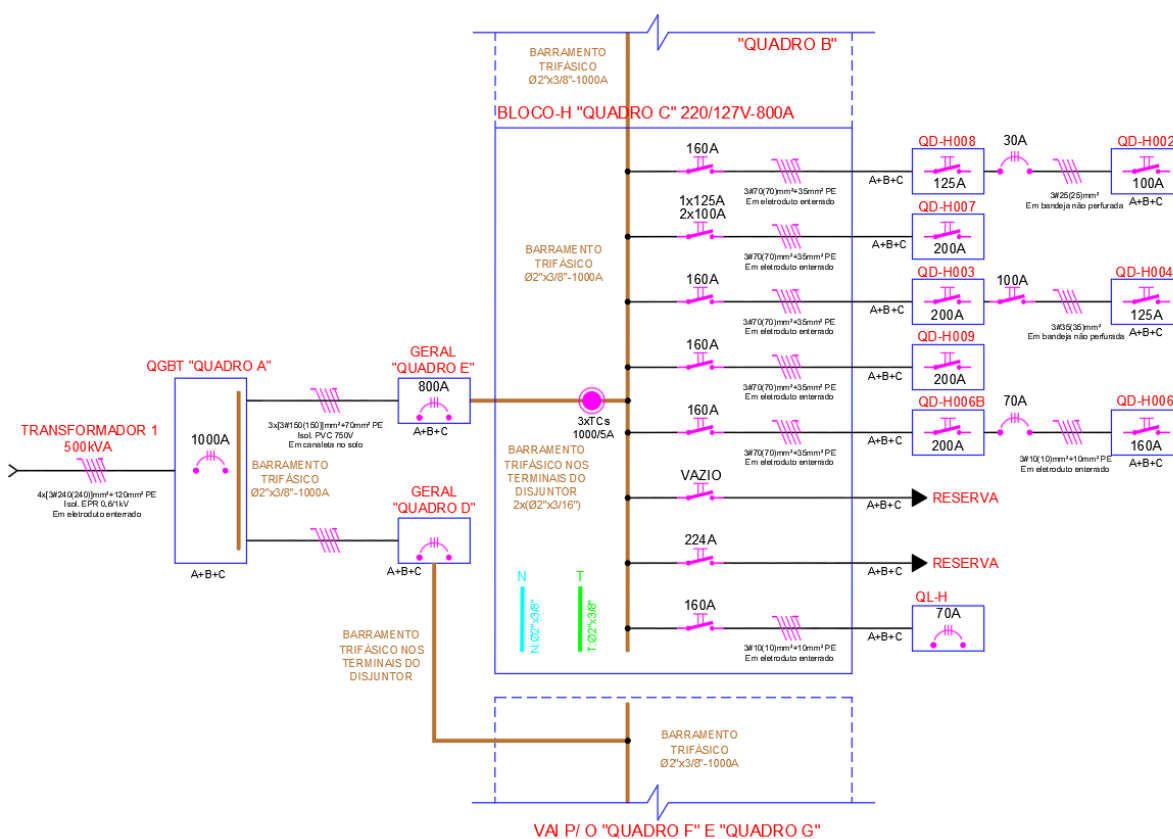 "QUADRO B"
BARRAMENTO
TRIFÁSICO
Ø2"x3/8"-1000A
BLOCO-H "QUADRO C" 220/127V-800A
160A
3#70(70)mm²+35mm² PE
Em eletroduto enterrado
A+B+C
QD-H008
125A
30A
3#25(25)mm²
Em bandeja não perfurada
QD-H002
100A
A+B+C
1x125A
2x100A
3#70(70)mm²+35mm² PE
Em eletroduto enterrado
A+B+C
QD-H007
200A
BARRAMENTO
TRIFÁSICO
Ø2"x3/8"-1000A
160A
3#70(70)mm²+35mm² PE
Em eletroduto enterrado
A+B+C
QD-H003
200A
100A
3#35(35)mm²
Em bandeja não perfurada
QD-H004
125A
A+B+C
160A
3#70(70)mm²+35mm² PE
Em eletroduto enterrado
A+B+C
QD-H009
200A
160A
3#70(70)mm²+35mm² PE
Em eletroduto enterrado
A+B+C
QD-H006B
200A
70A
3#10(10)mm²+10mm² PE
Em eletroduto enterrado
QD-H006
160A
A+B+C
VAZIO
A+B+C
RESERVA
224A
A+B+C
RESERVA
160A
3#10(10)mm²+10mm² PE
Em eletroduto enterrado
A+B+C
QL-H
70A
TRANSFORMADOR 1
500kVA
4x[3#240(240)]mm²+120mm² PE
Isol. EPR 0,6/1kV
Em eletroduto enterrado
QGBT "QUADRO A"
1000A
A+B+C
BARRAMENTO
TRIFÁSICO
Ø2"x3/8"-1000A
3x[3#150(150)]mm²+70mm² PE
Isol. PVC 750V
Em canaleta no solo
GERAL
"QUADRO E"
800A
A+B+C
3xTCs
1000/5A
BARRAMENTO
TRIFÁSICO NOS
TERMINAIS DO
DISJUNTOR
2x(Ø2"x3/16")
GERAL
"QUADRO D"
A+B+C
BARRAMENTO
TRIFÁSICO NOS
TERMINAIS DO
DISJUNTOR
N
N:Ø2"x3/8"
T
T:Ø2"x3/8"
BARRAMENTO
TRIFÁSICO
Ø2"x3/8"-1000A
VAI P/ O "QUADRO F" E "QUADRO G"